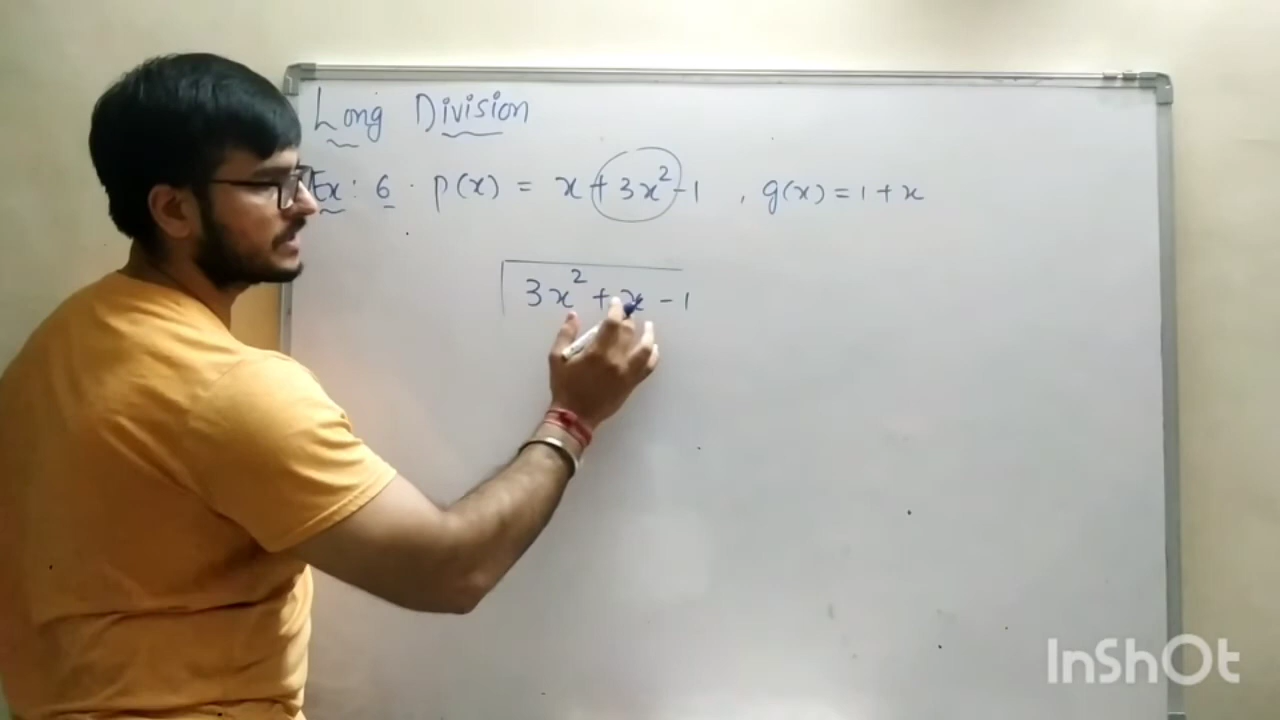 Long Division
Ex: 6. p(x) = x + 3x² - 1, g(x) = 1 + x
3x² + x - 1
InShOt